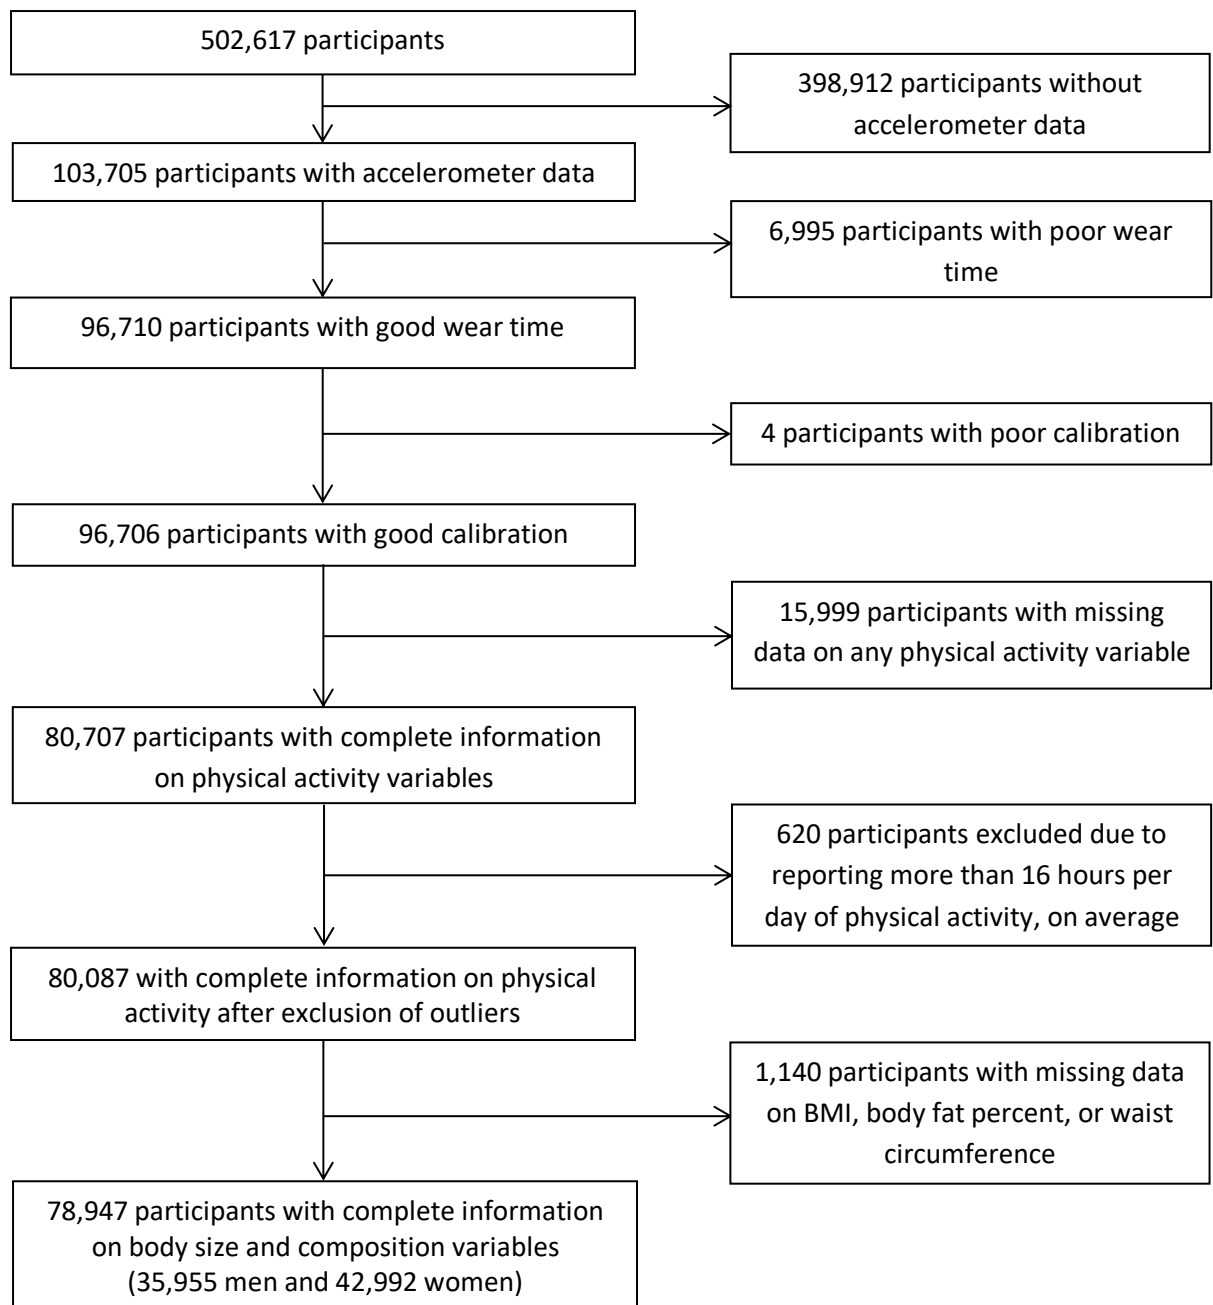 502,617 participants
398,912 participants without
accelerometer data
103,705 participants with accelerometer data
6,995 participants with poor wear
time
96,710 participants with good wear time
4 participants with poor calibration
96,706 participants with good calibration
15,999 participants with missing
data on any physical activity variable
80,707 participants with complete information
on physical activity variables
620 participants excluded due to
reporting more than 16 hours per
day of physical activity, on average
80,087 with complete information on physical
activity after exclusion of outliers
1,140 participants with missing data
on BMI, body fat percent, or waist
circumference
78,947 participants with complete information
on body size and composition variables
(35,955 men and 42,992 women)